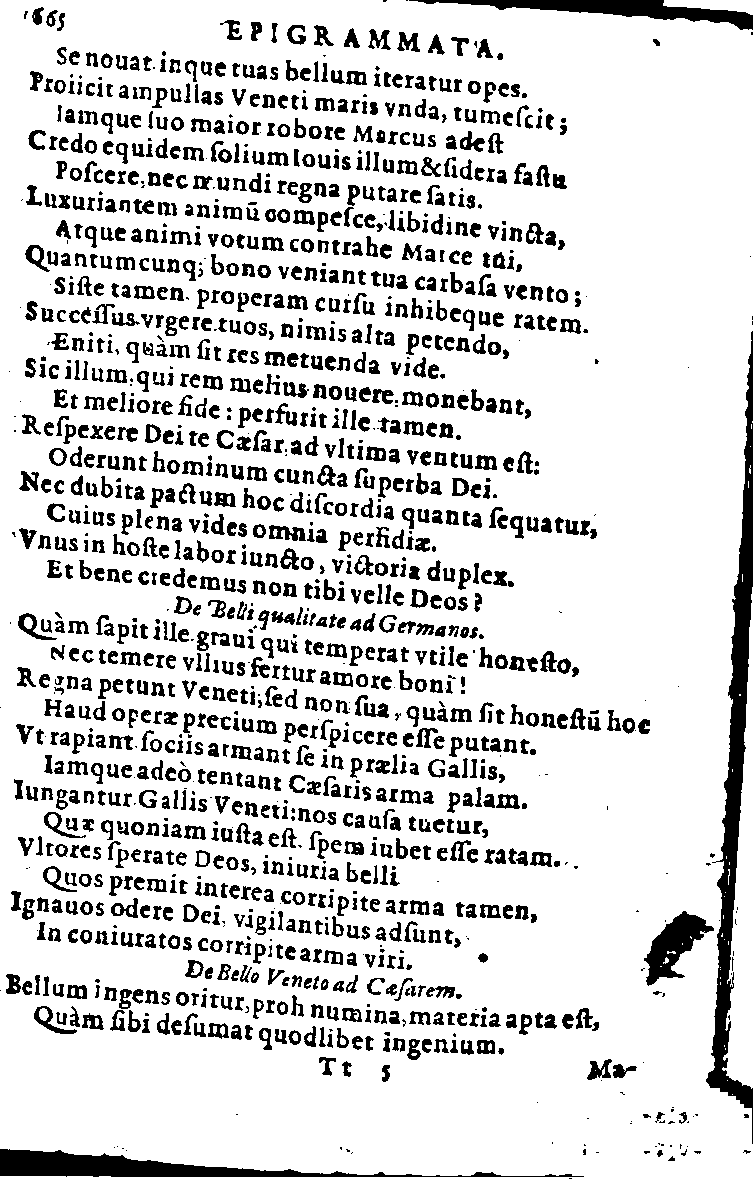 1665 EPIGRAMMATA.
Se nouat inque tuas bellum iteratur opes.
Proiicit ampullas Veneti maris vnda, tumeſcit;
Iamque ſuo maior robore Marcus adeſt
Credo equidem ſolium Iouis illum & ſidera faſtu
Poſcere, nec mundi regna putare ſatis.
Luxuriantem animū compeſce, libidine vincta,
Atque animi votum contrahe Marce tui,
Quantumcunq; bono veniant tua carbaſa vento;
Siſte tamen properam curſu inhibeque ratem.
Succeſſus vrgere tuos, nimis alta petendo,
Eniti, quàm ſit res metuenda vide.
Sic illum, qui rem melius nouere, monebant,
Et meliore fide: perfurit ille tamen.
Reſpexere Dei te Cæſar, ad vltima ventum eſt:
Oderunt hominum cuncta ſuperba Dei.
Nec dubita pactum hoc diſcordia quanta ſequatur,
Cuius plena vides omnia perfidiæ.
Vnus in hoſte labor iuncto, victoria duplex.
Et bene credemus non tibi velle Deos?
De Belli qualitate ad Germanos.
Quàm ſapit ille graui qui temperat vtile honeſto,
Nec temere vllius fertur amore boni!
Regna petunt Veneti; ſed non ſua, quàm ſit honeſtū hoc
Haud operæ precium perſpicere eſſe putant.
Vt rapiant ſociis armant ſe in prælia Gallis,
Iamque adeò tentant Cæſaris arma palam.
Iungantur Gallis Veneti: nos cauſa tuetur,
Quæ quoniam iuſta eſt. ſpem iubet eſſe ratam.
Vltores ſperate Deos, iniuria belli
Quos premit interea corripite arma tamen,
Ignauos odere Dei, vigilantibus adſunt,
In coniuratos corripite arma viri.
De Bello Veneto ad Cæſarem.
Bellum ingens oritur, proh numina, materia apta eſt,
Quàm ſibi deſumat quodlibet ingenium.
Tt 5 Ma-